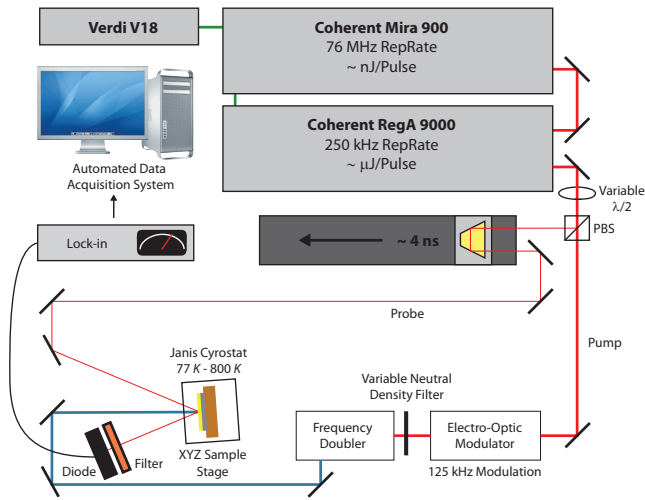 Verdi V18
Coherent Mira 900
76 MHz RepRate
~ nJ/Pulse
Coherent RegA 9000
250 kHz RepRate
~ μJ/Pulse
Automated Data
Acquisition System
Variable
λ/2
PBS
Lock-in
~ 4 ns
Probe
Pump
Janis Cyrostat
77 K - 800 K
Variable Neutral
Density Filter
Frequency
Doubler
Electro-Optic
Modulator
125 kHz Modulation
XYZ Sample
Stage
Filter
Diode